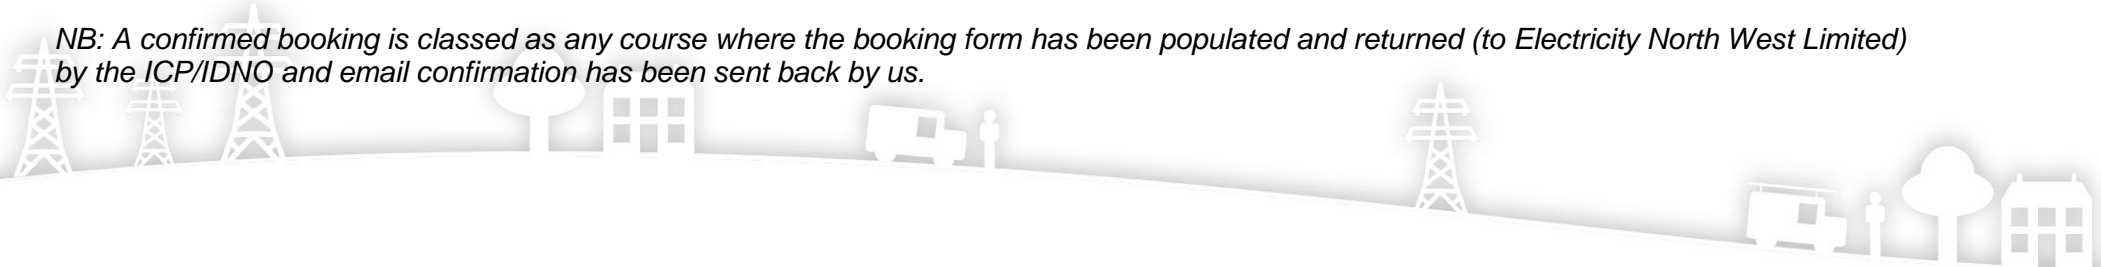 NB: A confirmed booking is classed as any course where the booking form has been populated and returned (to Electricity North West Limited)
by the ICP/IDNO and email confirmation has been sent back by us.